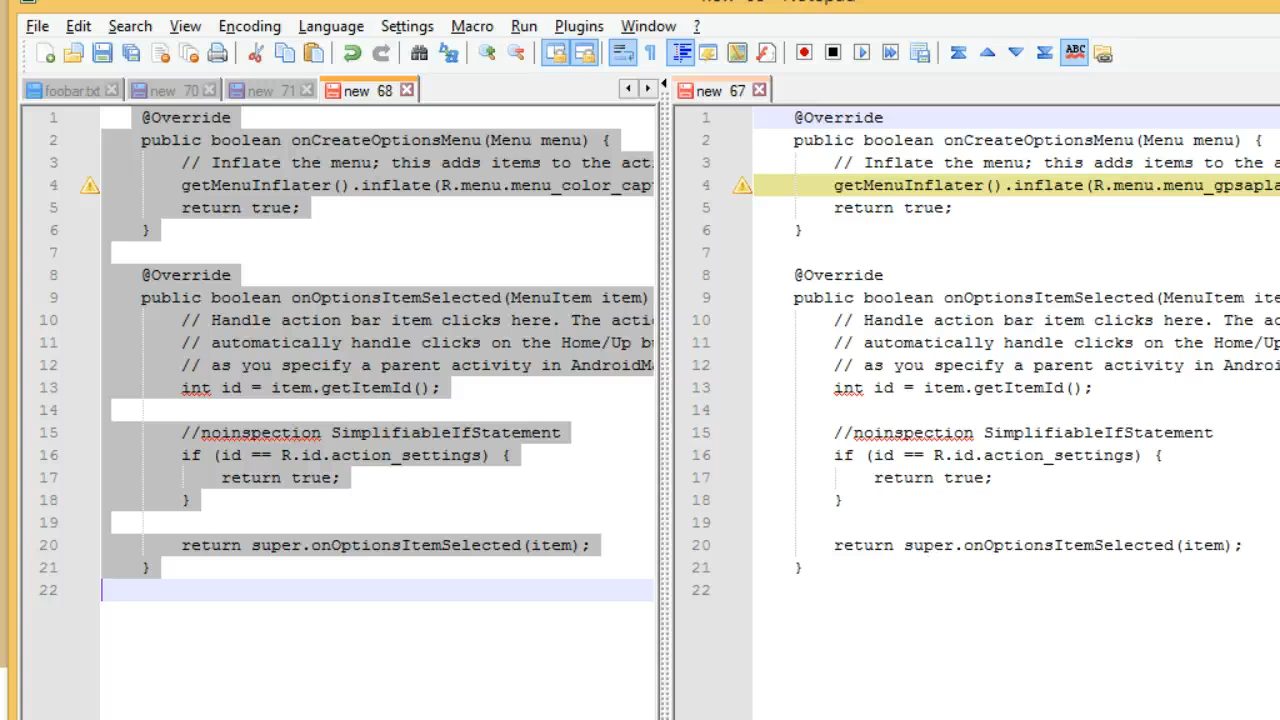 File Edit Search View Encoding Language Settings Macro Run Plugins Window ?
ABC
foobar.txt new 70 new 71 new 68
1 @Override
2 public boolean onCreateOptionsMenu(Menu menu) {
3 // Inflate the menu; this adds items to the acti
4 getMenuInflater().inflate(R.menu.menu_color_capt
5 return true;
6 }
7
8 @Override
9 public boolean onOptionsItemSelected(MenuItem item)
10 // Handle action bar item clicks here. The actio
11 // automatically handle clicks on the Home/Up bu
12 // as you specify a parent activity in AndroidMa
13 int id = item.getItemId();
14
15 //noinspection SimplifiableIfStatement
16 if (id == R.id.action_settings) {
17 return true;
18 }
19
20 return super.onOptionsItemSelected(item);
21 }
22
new 67
1 @Override
2 public boolean onCreateOptionsMenu(Menu menu) {
3 // Inflate the menu; this adds items to the a
4 getMenuInflater().inflate(R.menu.menu_gpsapla
5 return true;
6 }
7
8 @Override
9 public boolean onOptionsItemSelected(MenuItem ite
10 // Handle action bar item clicks here. The ac
11 // automatically handle clicks on the Home/Up
12 // as you specify a parent activity in Androi
13 int id = item.getItemId();
14
15 //noinspection SimplifiableIfStatement
16 if (id == R.id.action_settings) {
17 return true;
18 }
19
20 return super.onOptionsItemSelected(item);
21 }
22